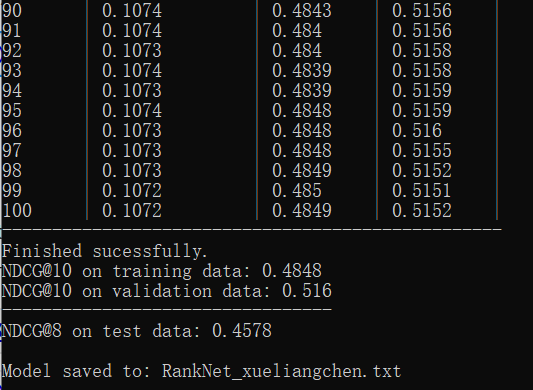 90 | 0.1074 | 0.4843 | 0.5156 |
91 | 0.1074 | 0.484 | 0.5156 |
92 | 0.1073 | 0.484 | 0.5158 |
93 | 0.1074 | 0.4839 | 0.5158 |
94 | 0.1073 | 0.4839 | 0.5159 |
95 | 0.1074 | 0.4848 | 0.5159 |
96 | 0.1073 | 0.4848 | 0.516 |
97 | 0.1073 | 0.4848 | 0.5155 |
98 | 0.1073 | 0.4849 | 0.5152 |
99 | 0.1072 | 0.485 | 0.5151 |
100 | 0.1072 | 0.4849 | 0.5152 |
--------------------------------------------------
Finished sucessfully.
NDCG@10 on training data: 0.4848
NDCG@10 on validation data: 0.516
---------------------------------
NDCG@8 on test data: 0.4578
Model saved to: RankNet_xueliangchen.txt